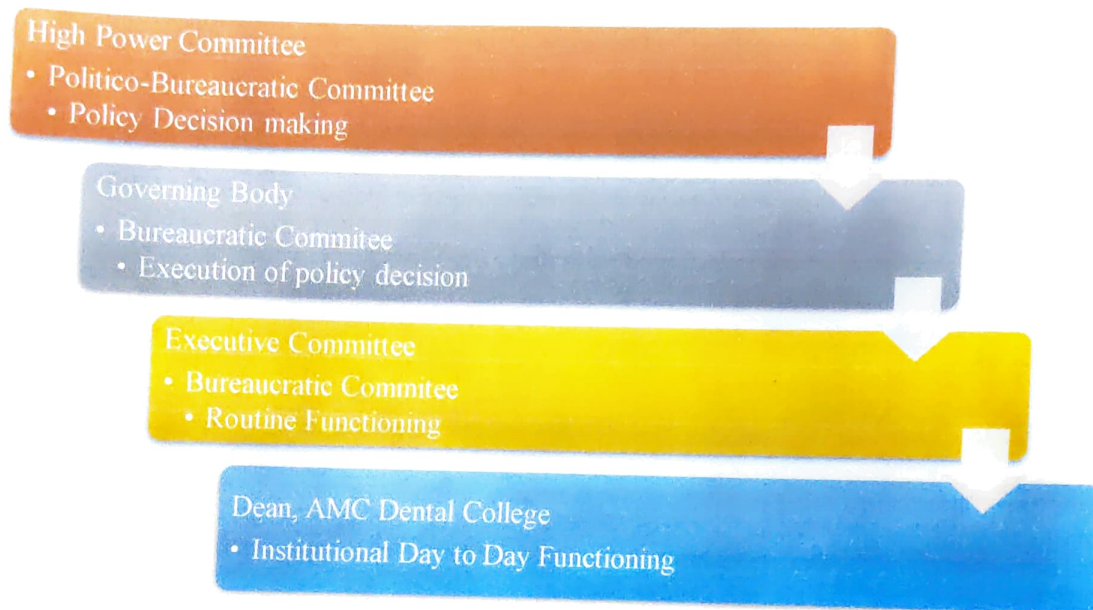 High Power Committee
• Politico-Bureaucratic Committee
• Policy Decision making
Governing Body
• Bureaucratic Commitee
• Execution of policy decision
Executive Committee
• Bureaucratic Commitee
• Routine Functioning
Dean, AMC Dental College
• Institutional Day to Day Functioning